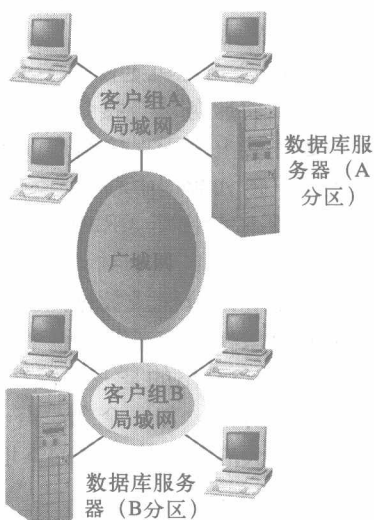 客户组A
局域网
数据库服
务器（A
分区）
广域网
客户组B
局域网
数据库服务
器（B分区）